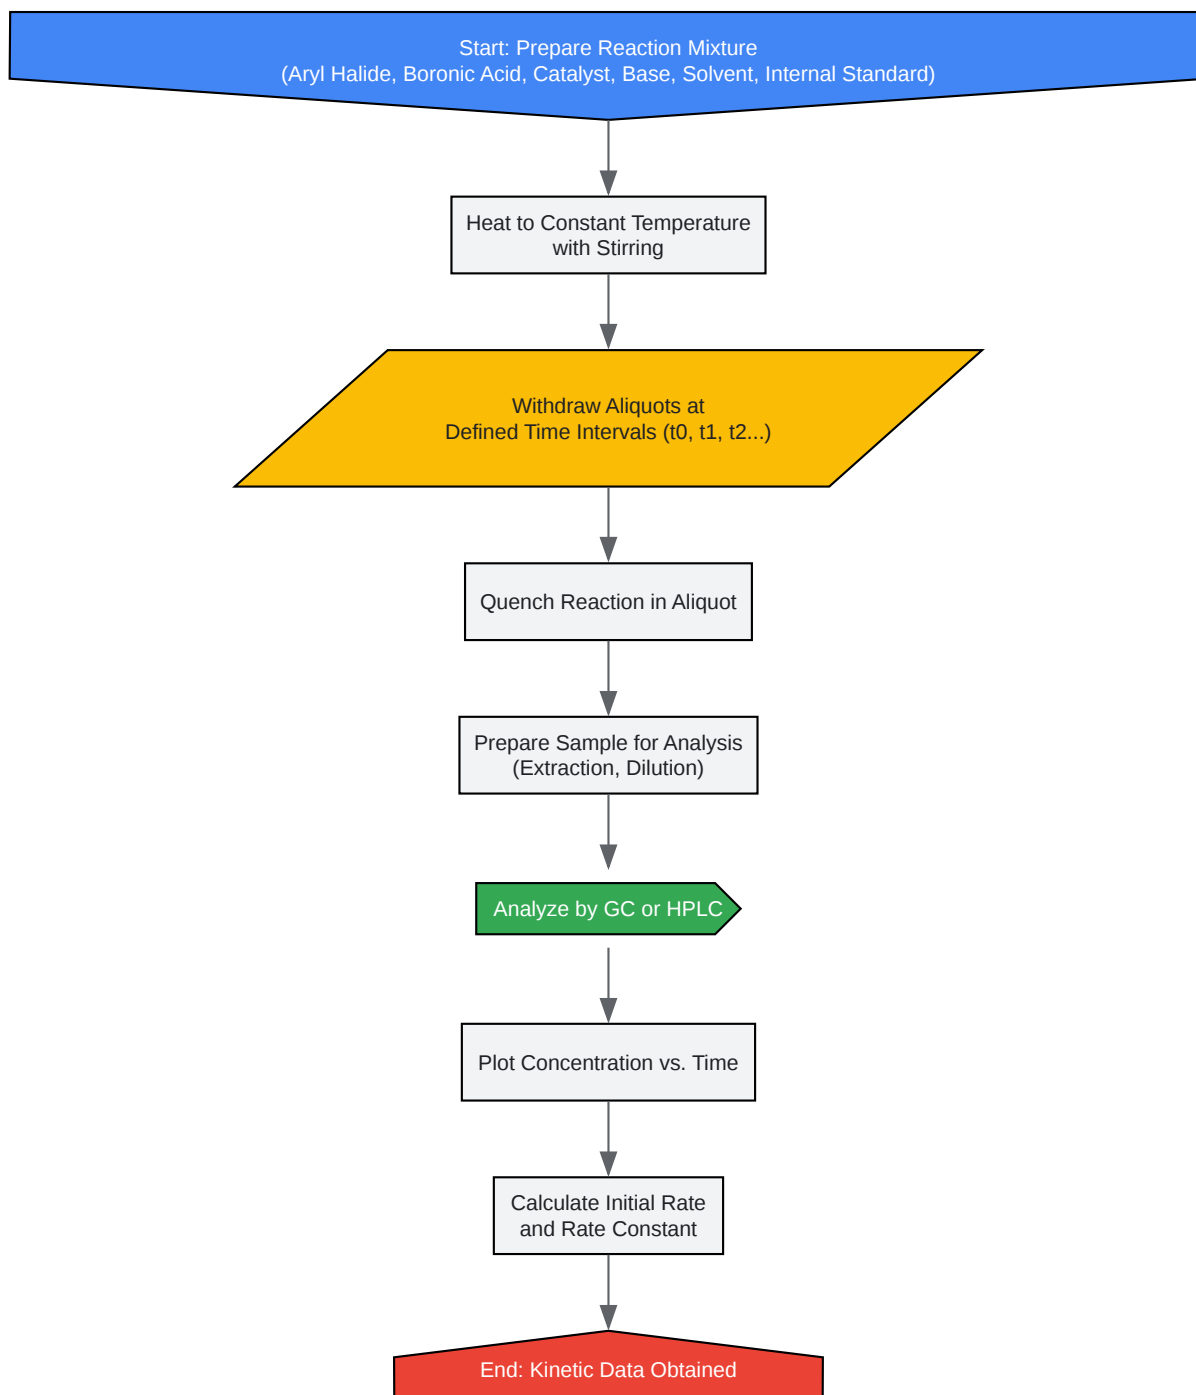 Start: Prepare Reaction Mixture
(Aryl Halide, Boronic Acid, Catalyst, Base, Solvent, Internal Standard)
Heat to Constant Temperature
with Stirring
Withdraw Aliquots at
Defined Time Intervals (t0, t1, t2...)
Quench Reaction in Aliquot
Prepare Sample for Analysis
(Extraction, Dilution)
Analyze by GC or HPLC
Plot Concentration vs. Time
Calculate Initial Rate
and Rate Constant
End: Kinetic Data Obtained